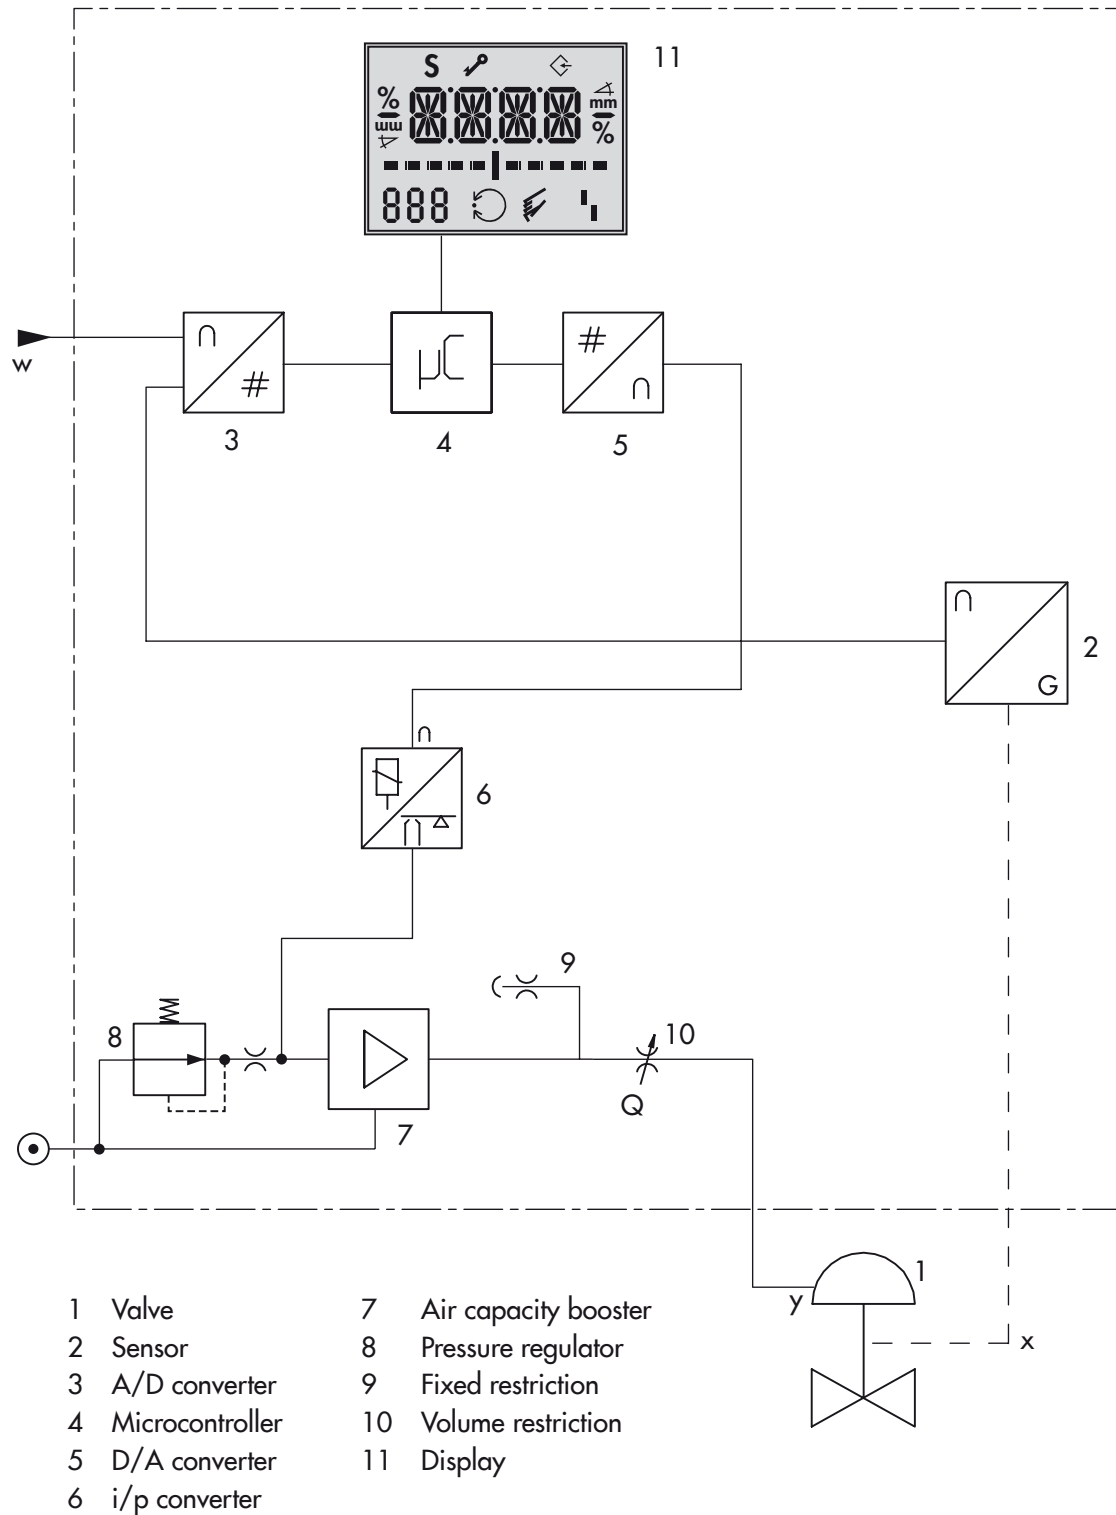 11
S
% mm
mm %
888
w
3
4
5
μC
2
G
6
9
8
10
Q
7
1
y
x
1 Valve
2 Sensor
3 A/D converter
4 Microcontroller
5 D/A converter
6 i/p converter
7 Air capacity booster
8 Pressure regulator
9 Fixed restriction
10 Volume restriction
11 Display